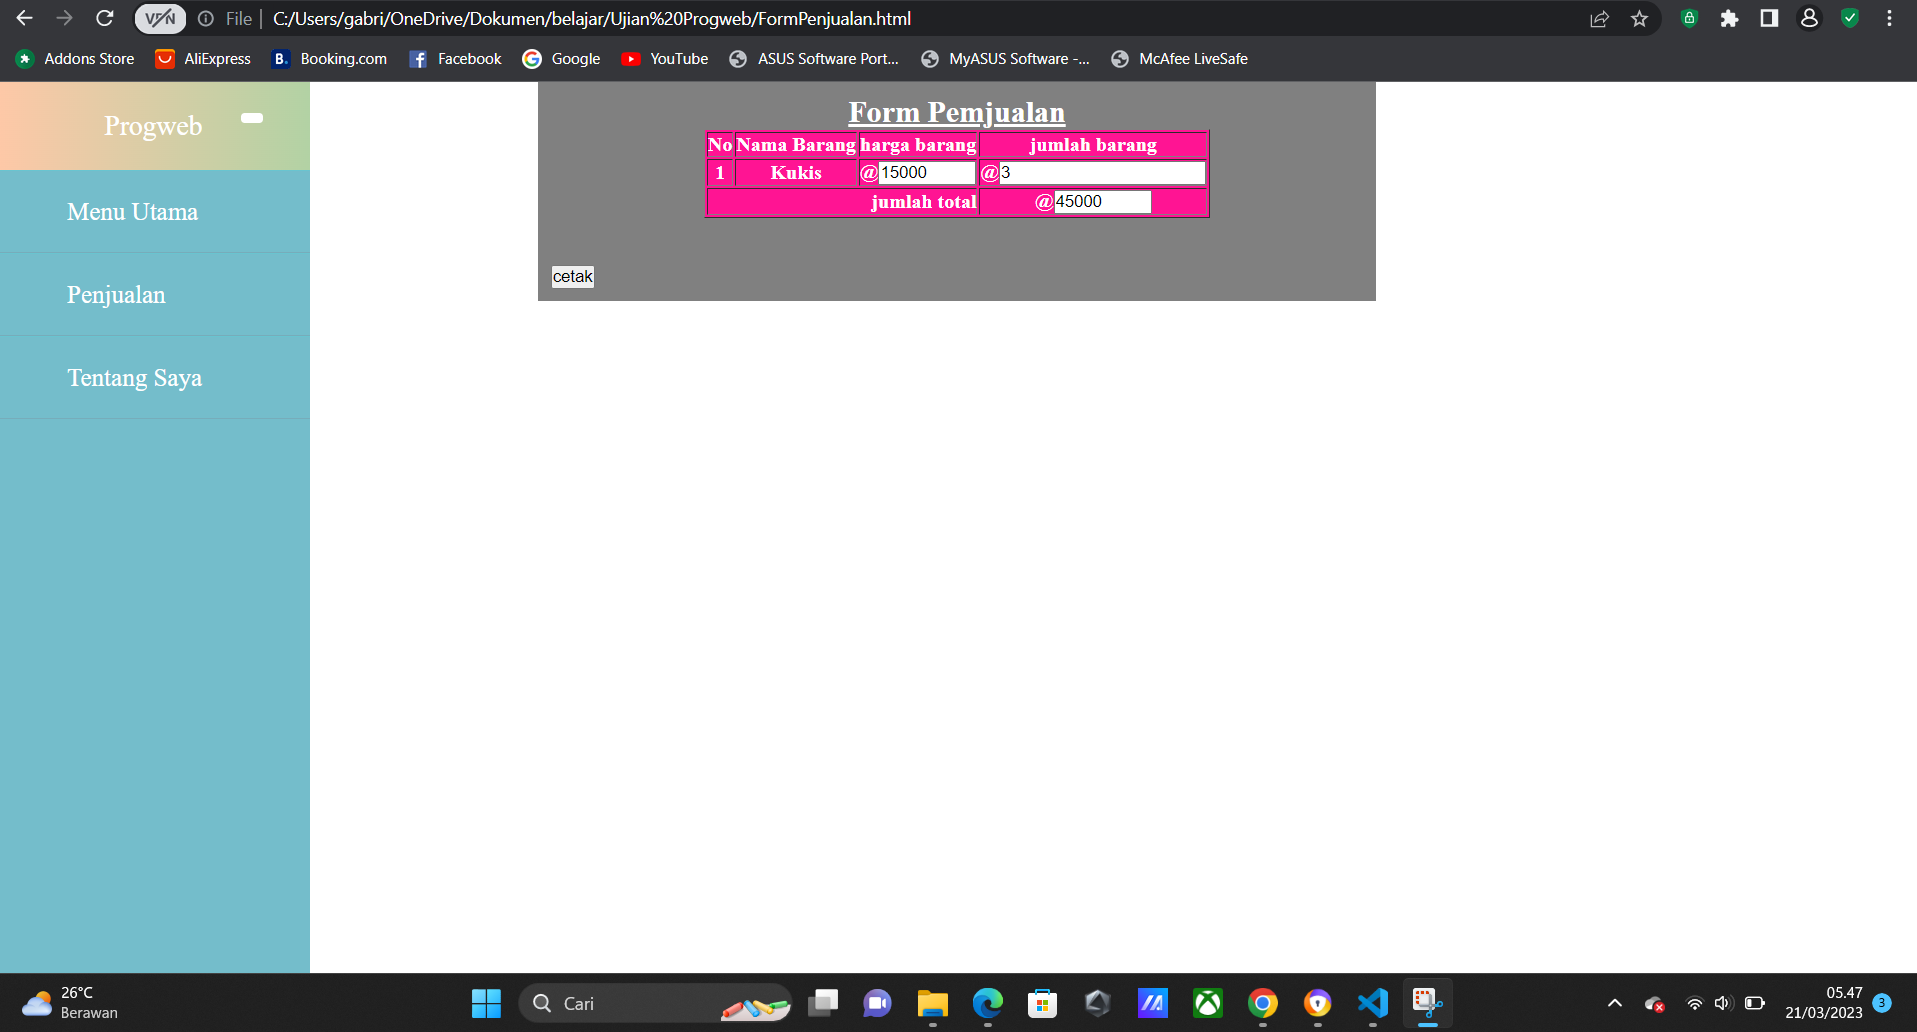 VPN File | C:/Users/gabri/OneDrive/Dokumen/belajar/Ujian%20Progweb/FormPenjualan.html
Addons Store AliExpress B. Booking.com Facebook Google YouTube ASUS Software Port... MyASUS Software -... McAfee LiveSafe
Progweb
Menu Utama
Penjualan
Tentang Saya
Form Pemjualan
No Nama Barang harga barang jumlah barang
1 Kukis @15000 @3
jumlah total @45000
cetak
26°C
Berawan
Cari
05.47
21/03/2023
3